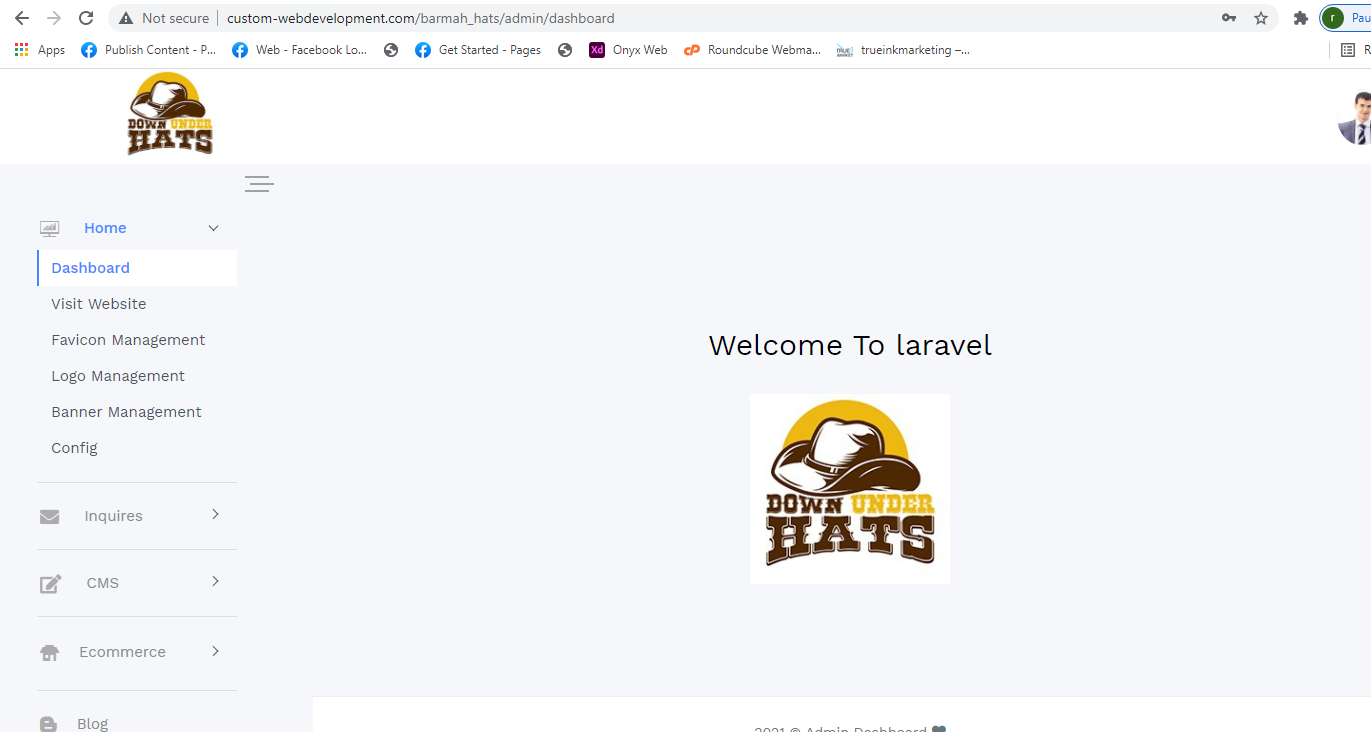 Not secure custom-webdevelopment.com/barmah_hats/admin/dashboard r Pau
Apps Publish Content - P... Web - Facebook Lo... Get Started - Pages Xd Onyx Web cP Roundcube Webma... trueinkmarketing –... R
DOWN UNDER
HATS
Home
Dashboard
Visit Website
Favicon Management
Logo Management
Banner Management
Config
Inquires
CMS
Ecommerce
Blog
Welcome To laravel
DOWN UNDER
HATS
2021 © Admin Dashboard